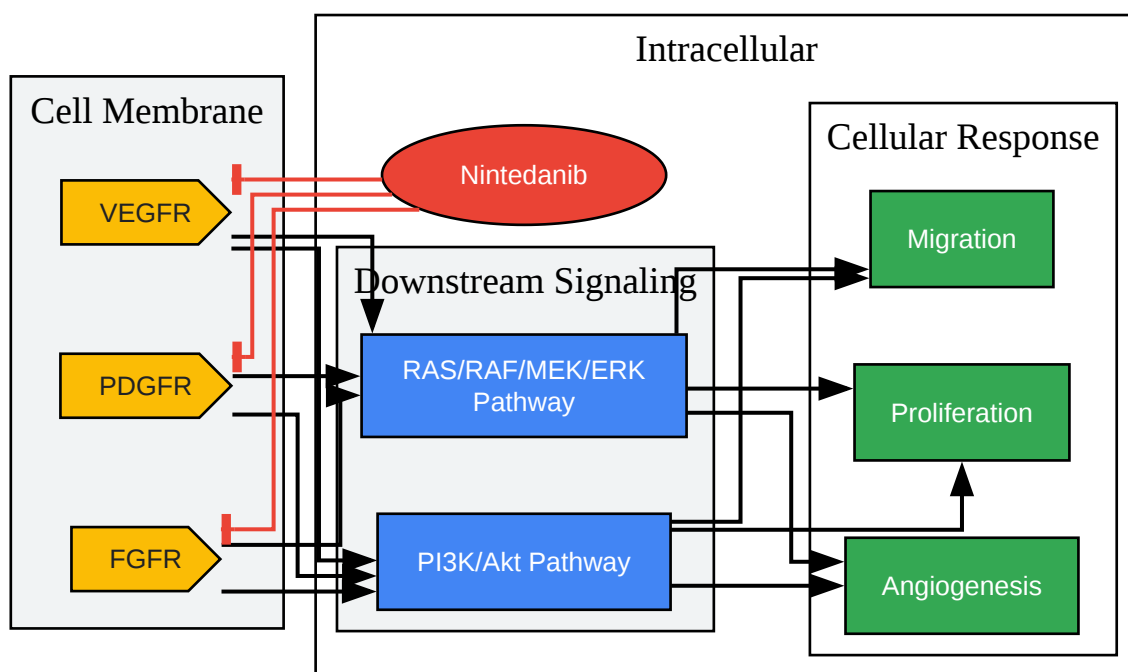 Intracellular
Cell Membrane
Cellular Response
Nintedanib
VEGFR
Migration
Downstream Signaling
RAS/RAF/MEK/ERK
Pathway
PDGFR
Proliferation
FGFR
PI3K/Akt Pathway
Angiogenesis